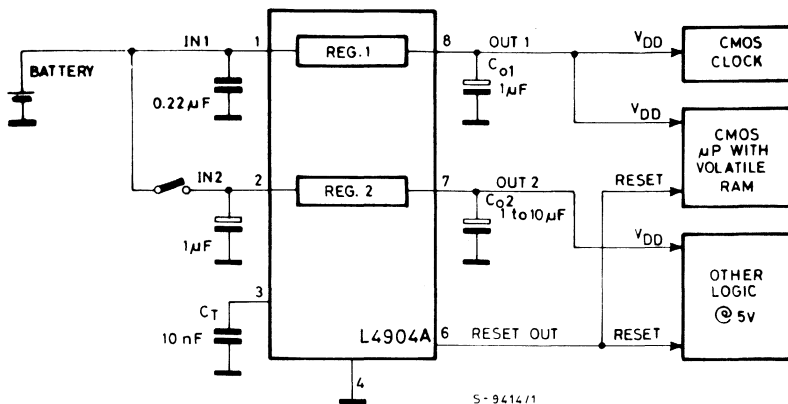 IN1
1
REG. 1
8
OUT 1
VDD
CMOS
CLOCK
BATTERY
0.22µF
Co1
1µF
VDD
CMOS
µP WITH
VOLATILE
RAM
IN2
2
REG. 2
7
OUT 2
RESET
1µF
Co2
1 to 10µF
VDD
3
CT
10 nF
OTHER
LOGIC
@ 5V
L4904A
6
RESET OUT
RESET
4
S-9414/1